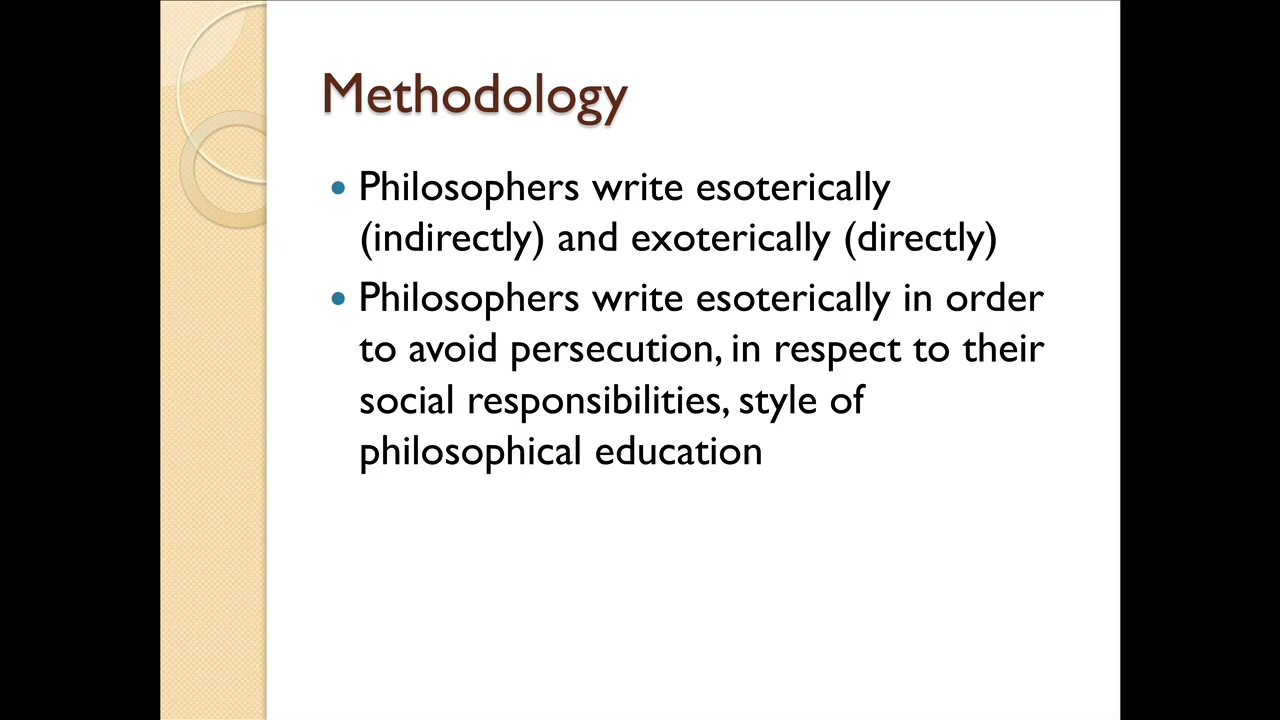 Methodology
Philosophers write esoterically
(indirectly) and exoterically (directly)
Philosophers write esoterically in order
to avoid persecution, in respect to their
social responsibilities, style of
philosophical education